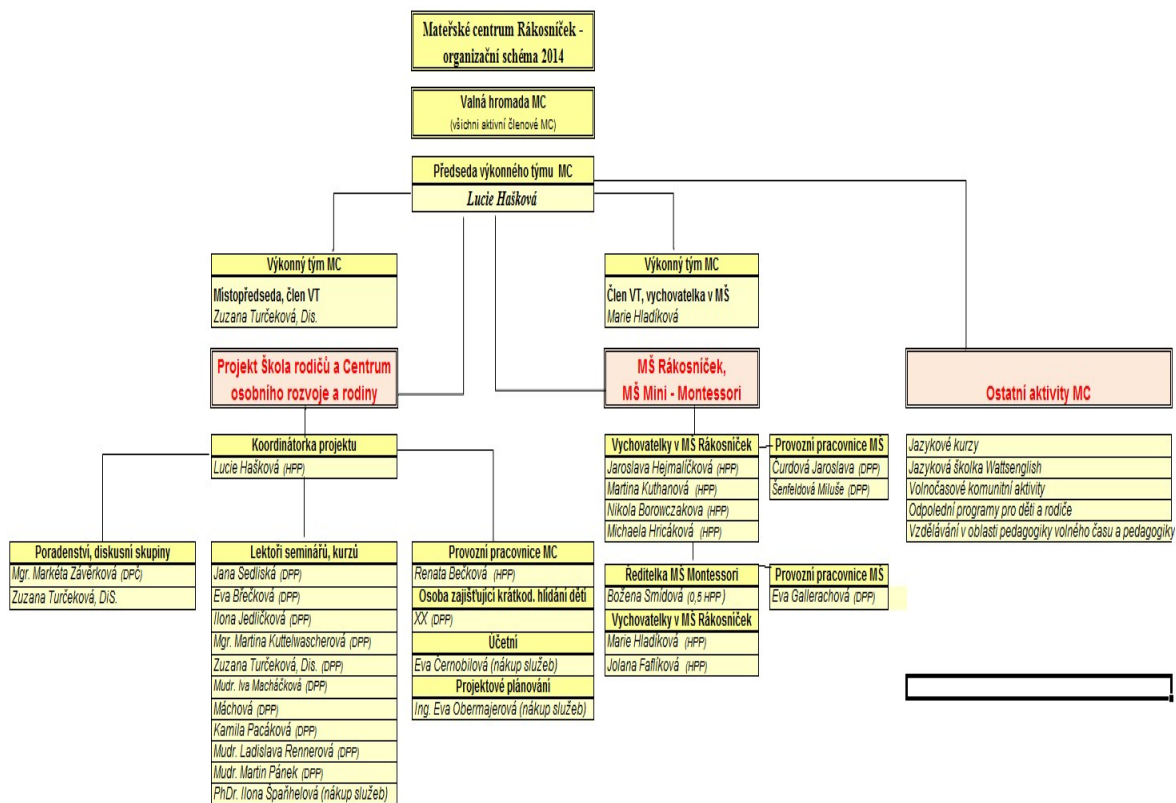 Mateřské centrum Rákosníček -
organizační schéma 2014
Valná hromada MC
(všichni aktivní členové MC)
Předseda výkonného týmu MC
Lucie Hašková
Výkonný tým MC
Místopředseda, člen VT
Zuzana Turčeková, Dis.
Výkonný tým MC
Člen VT, vychovatelka v MŠ
Marie Hladíková
Projekt Škola rodičů a Centrum
osobního rozvoje a rodiny
MŠ Rákosníček,
MŠ Mini - Montessori
Ostatní aktivity MC
Koordinátorka projektu
Lucie Hašková (HPP)
Vychovatelky v MŠ Rákosníček
Jaroslava Hejmalíčková (HPP)
Martina Kuthanová (HPP)
Nikola Borowczakova (HPP)
Michaela Hricáková (HPP)
Provozní pracovnice MŠ
Čurdová Jaroslava (DPP)
Šenfeldová Miluše (DPP)
Jazykové kurzy
Jazyková školka Wattsenglish
Volnočasové komunitní aktivity
Odpolední programy pro děti a rodiče
Vzdělávání v oblasti pedagogiky volného času a pedagogiky
Poradenství, diskusní skupiny
Mgr. Markéta Závěrková (DPČ)
Zuzana Turčeková, DiS.
Lektoři seminářů, kurzů
Jana Sedliská (DPP)
Eva Břečková (DPP)
Ilona Jedličková (DPP)
Mgr. Martina Kuttelwascherová (DPP)
Zuzana Turčeková, Dis. (DPP)
Mudr. Iva Macháčková (DPP)
Máchová (DPP)
Kamila Pacáková (DPP)
Mudr. Ladislava Rennerová (DPP)
Mudr. Martin Pánek (DPP)
PhDr. Ilona Špaňhelová (nákup služeb)
Provozní pracovnice MC
Renata Bečková (HPP)
Osoba zajišťující krátkod. hlídání dětí
XX (DPP)
Účetní
Eva Černobilová (nákup služeb)
Projektové plánování
Ing. Eva Obermajerová (nákup služeb)
Ředitelka MŠ Montessori
Božena Smídová (0,5 HPP)
Vychovatelky v MŠ Rákosníček
Marie Hladíková (HPP)
Jolana Faflíková (HPP)
Provozní pracovnice MŠ
Eva Gallerachová (DPP)